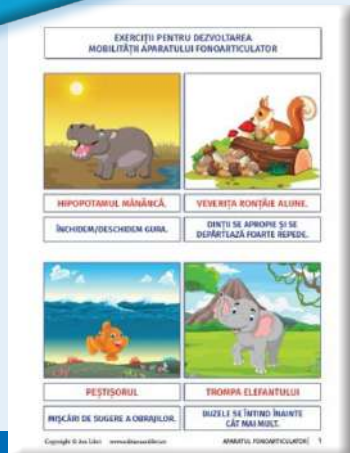 EXERCIȚII PENTRU DEZVOLTAREA
MOBILITĂȚII APARATULUI FONOARTICULATOR
HIPOPOTAMUL MĂNÂNCĂ.
VEVERIȚA RONȚĂIE ALUNE.
ÎNCHIDEM/DESCHIDEM GURA.
DINȚII SE APROPIE ȘI SE
DEPĂRTEAZĂ FOARTE REPEDE.
PEȘTIȘORUL
TROMPA ELEFANTULUI
MIȘCĂRI DE SUGERE A OBRAJILOR.
BUZELE SE ÎNTIND ÎNAINTE
CÂT MAI MULT.
Copyright ©
APARATUL FONOARTICULATOR 1